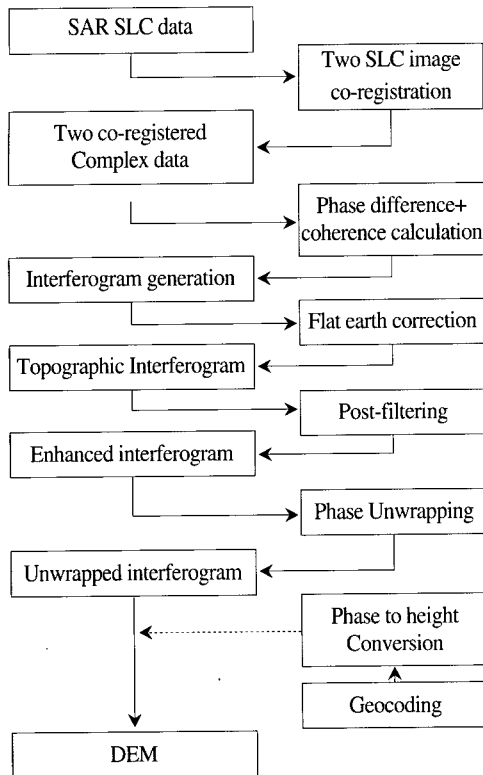 SAR SLC data
Two SLC image
co-registration
Two co-registered
Complex data
Phase difference+
coherence calculation
Interferogram generation
Flat earth correction
Topographic Interferogram
Post-filtering
Enhanced interferogram
Phase Unwrapping
Unwrapped interferogram
Phase to height
Conversion
Geocoding
DEM